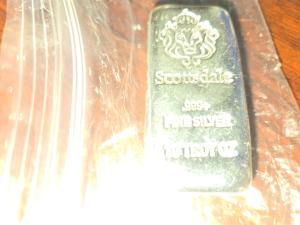 Scottsdale
.999+
FINE SILVER
10 TROY OZ